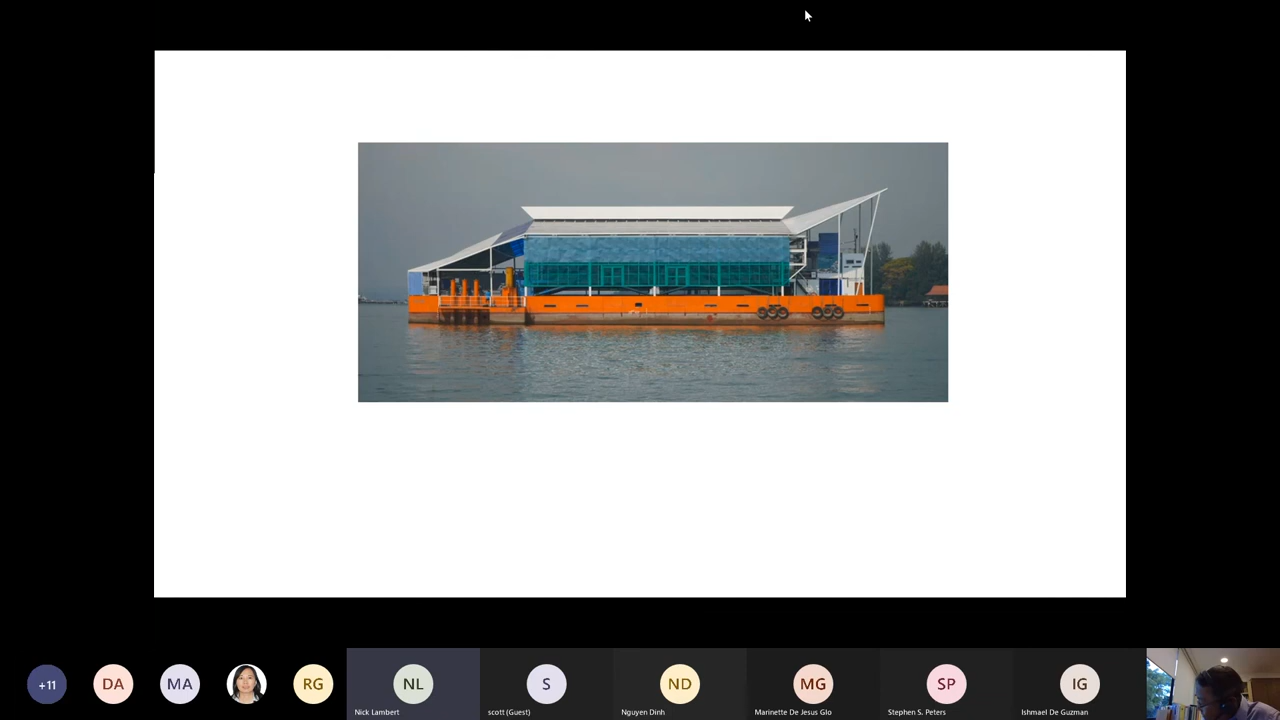 +11
DA
MA
RG
NL
S
ND
MG
SP
IG
Nick Lambert
scott (Guest)
Nguyen Dinh
Marinette De Jesus Glo
Stephen S. Peters
Ishmael De Guzman